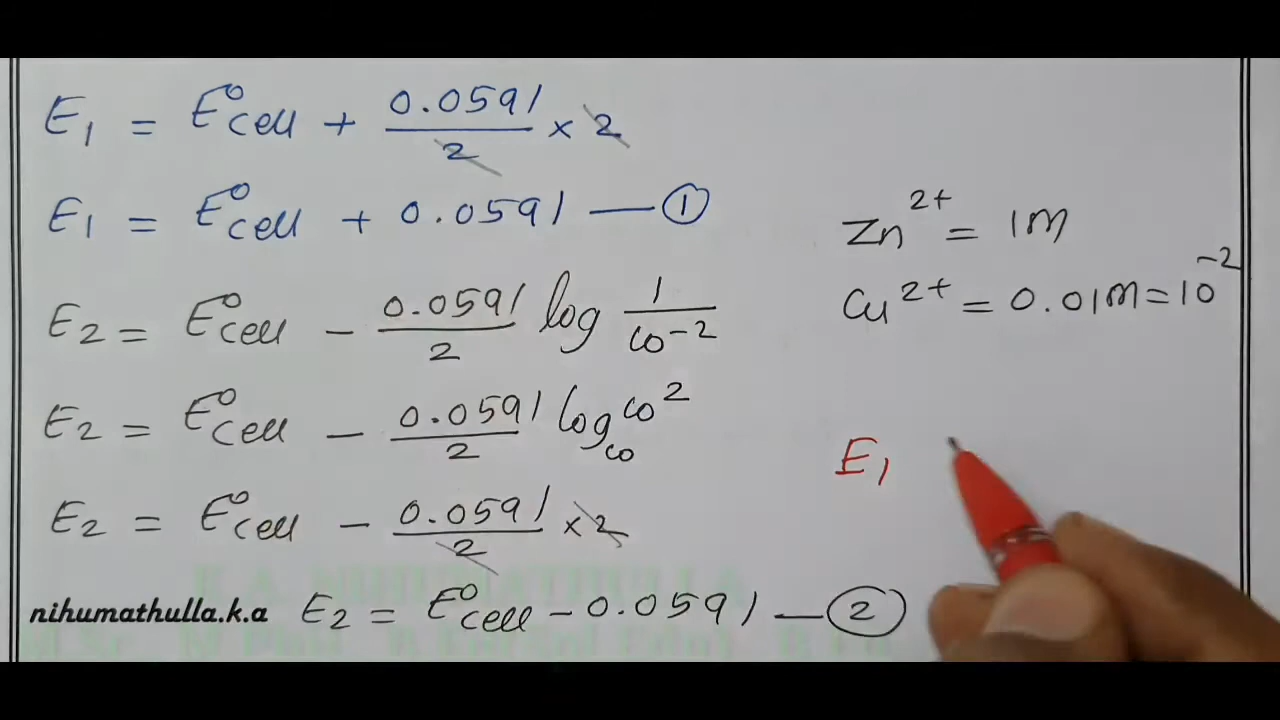 E₁ = E°cell + 0.0591/2 × 2
E₁ = E°cell + 0.0591 — ①
E₂ = E°cell − 0.0591/2 log 1/10⁻²
E₂ = E°cell − 0.0591/2 log₁₀ 10²
E₂ = E°cell − 0.0591/2 × 2
E₂ = E°cell − 0.0591 — ②
Zn²⁺ = 1M
Cu²⁺ = 0.01M = 10⁻²
E₁
nihumathulla.k.a
K.A. NIHUMATHULLA